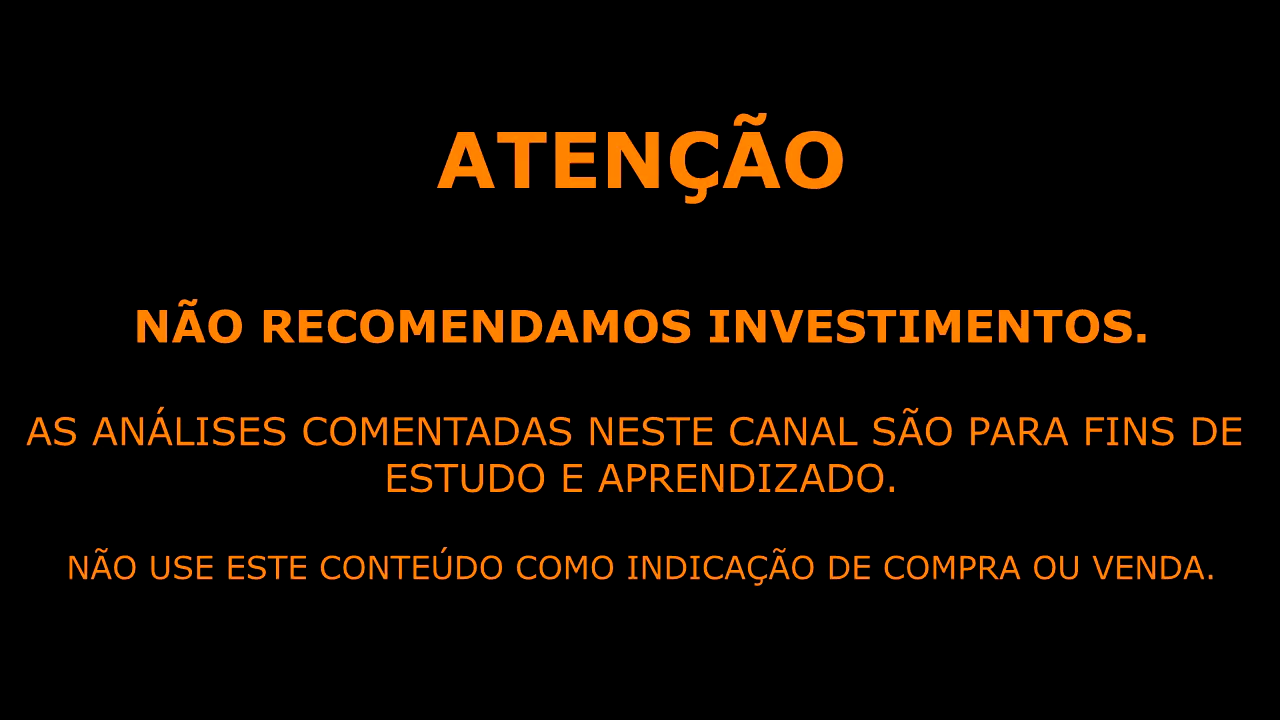 ATENÇÃO
NÃO RECOMENDAMOS INVESTIMENTOS.
AS ANÁLISES COMENTADAS NESTE CANAL SÃO PARA FINS DE
ESTUDO E APRENDIZADO.
NÃO USE ESTE CONTEÚDO COMO INDICAÇÃO DE COMPRA OU VENDA.